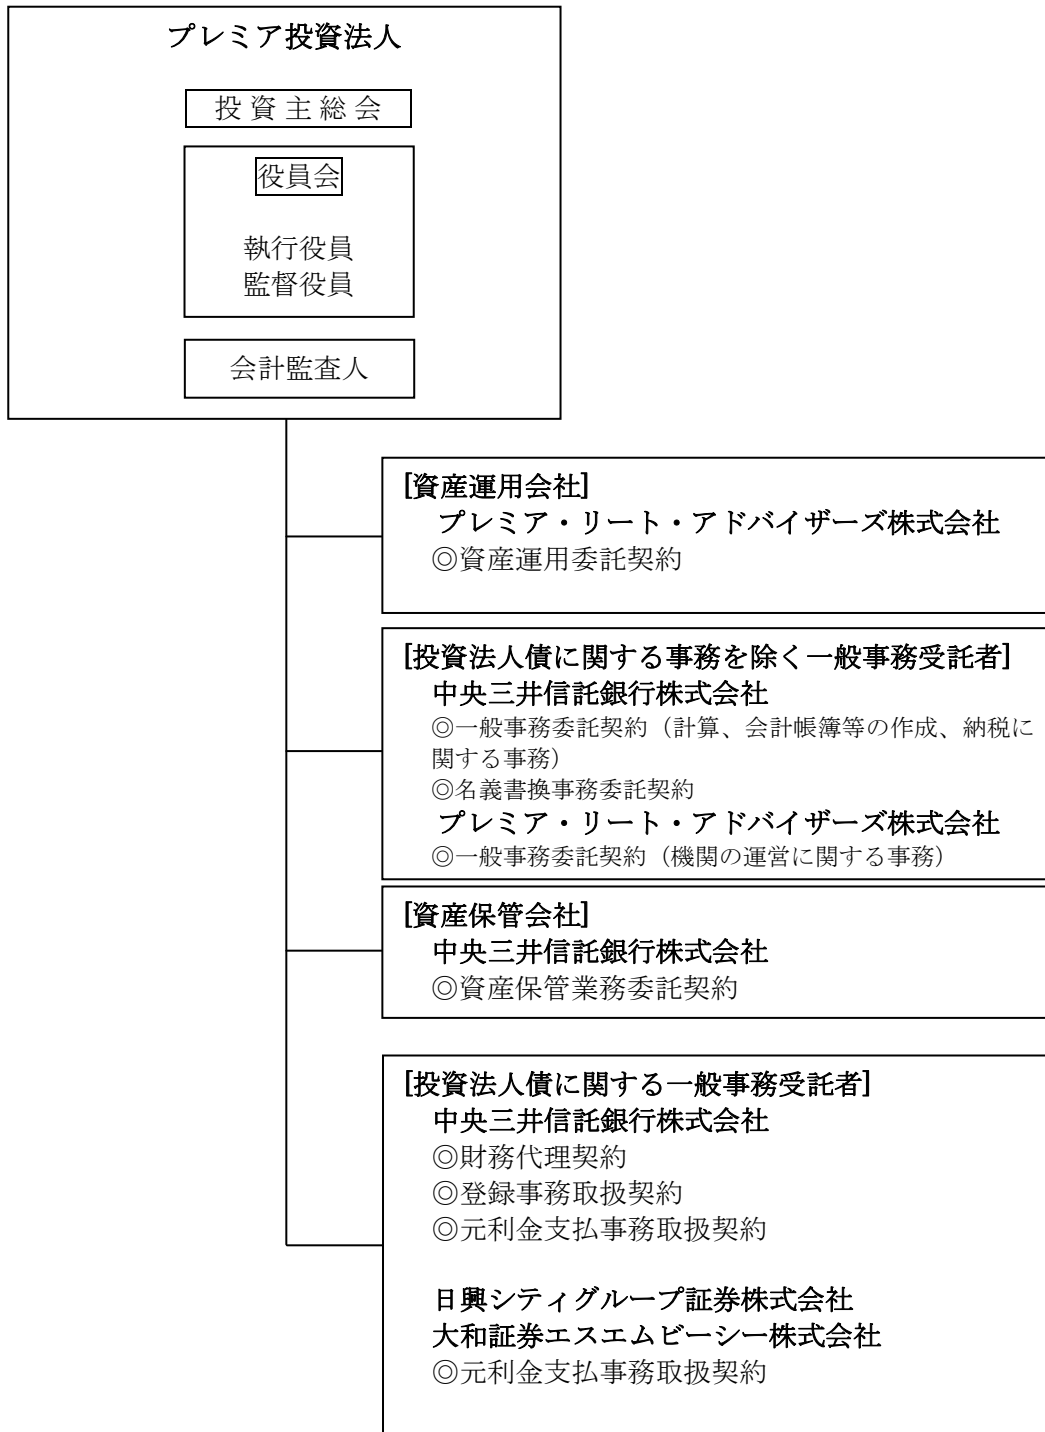 プレミア投資法人
投 資 主 総 会
役員会
執行役員
監督役員
会計監査人
[資産運用会社]
プレミア・リート・アドバイザーズ株式会社
◎資産運用委託契約
[投資法人債に関する事務を除く一般事務受託者]
中央三井信託銀行株式会社
◎一般事務委託契約（計算、会計帳簿等の作成、納税に
関する事務）
◎名義書換事務委託契約
プレミア・リート・アドバイザーズ株式会社
◎一般事務委託契約（機関の運営に関する事務）
[資産保管会社]
中央三井信託銀行株式会社
◎資産保管業務委託契約
[投資法人債に関する一般事務受託者]
中央三井信託銀行株式会社
◎財務代理契約
◎登録事務取扱契約
◎元利金支払事務取扱契約
日興シティグループ証券株式会社
大和証券エスエムビーシー株式会社
◎元利金支払事務取扱契約